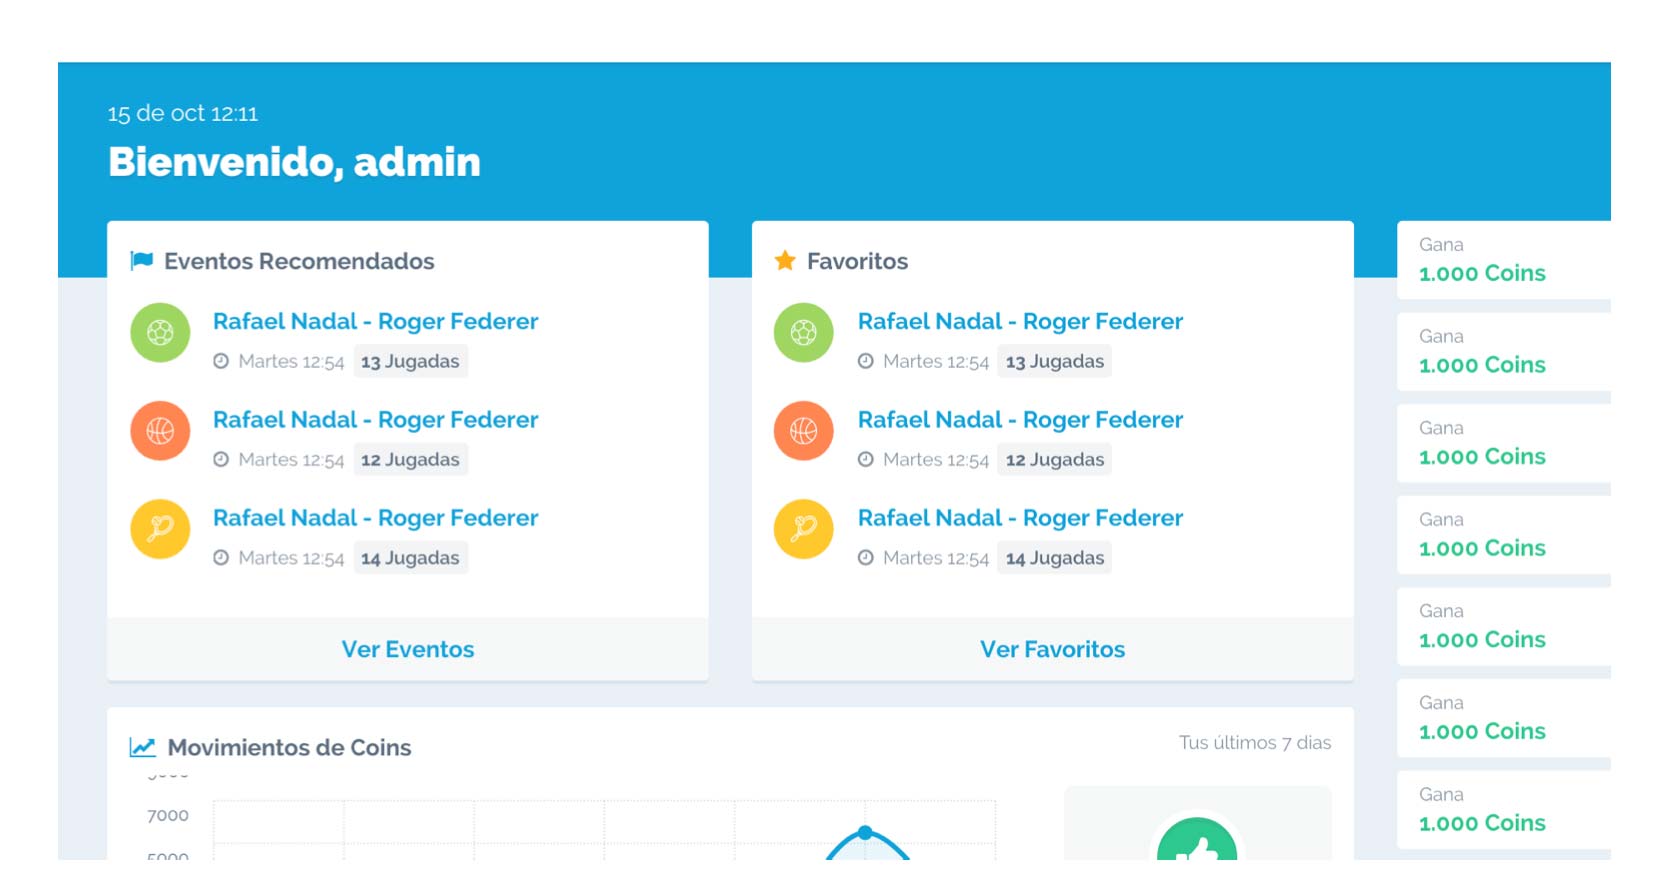 15 de oct 12:11
Bienvenido, admin
Eventos Recomendados
Rafael Nadal - Roger Federer
Martes 12:54 13 Jugadas
Rafael Nadal - Roger Federer
Martes 12:54 12 Jugadas
Rafael Nadal - Roger Federer
Martes 12:54 14 Jugadas
Ver Eventos
Favoritos
Rafael Nadal - Roger Federer
Martes 12:54 13 Jugadas
Rafael Nadal - Roger Federer
Martes 12:54 12 Jugadas
Rafael Nadal - Roger Federer
Martes 12:54 14 Jugadas
Ver Favoritos
Gana
1.000 Coins
Gana
1.000 Coins
Gana
1.000 Coins
Gana
1.000 Coins
Gana
1.000 Coins
Gana
1.000 Coins
Gana
1.000 Coins
Movimientos de Coins
Tus últimos 7 dias
7000
5000